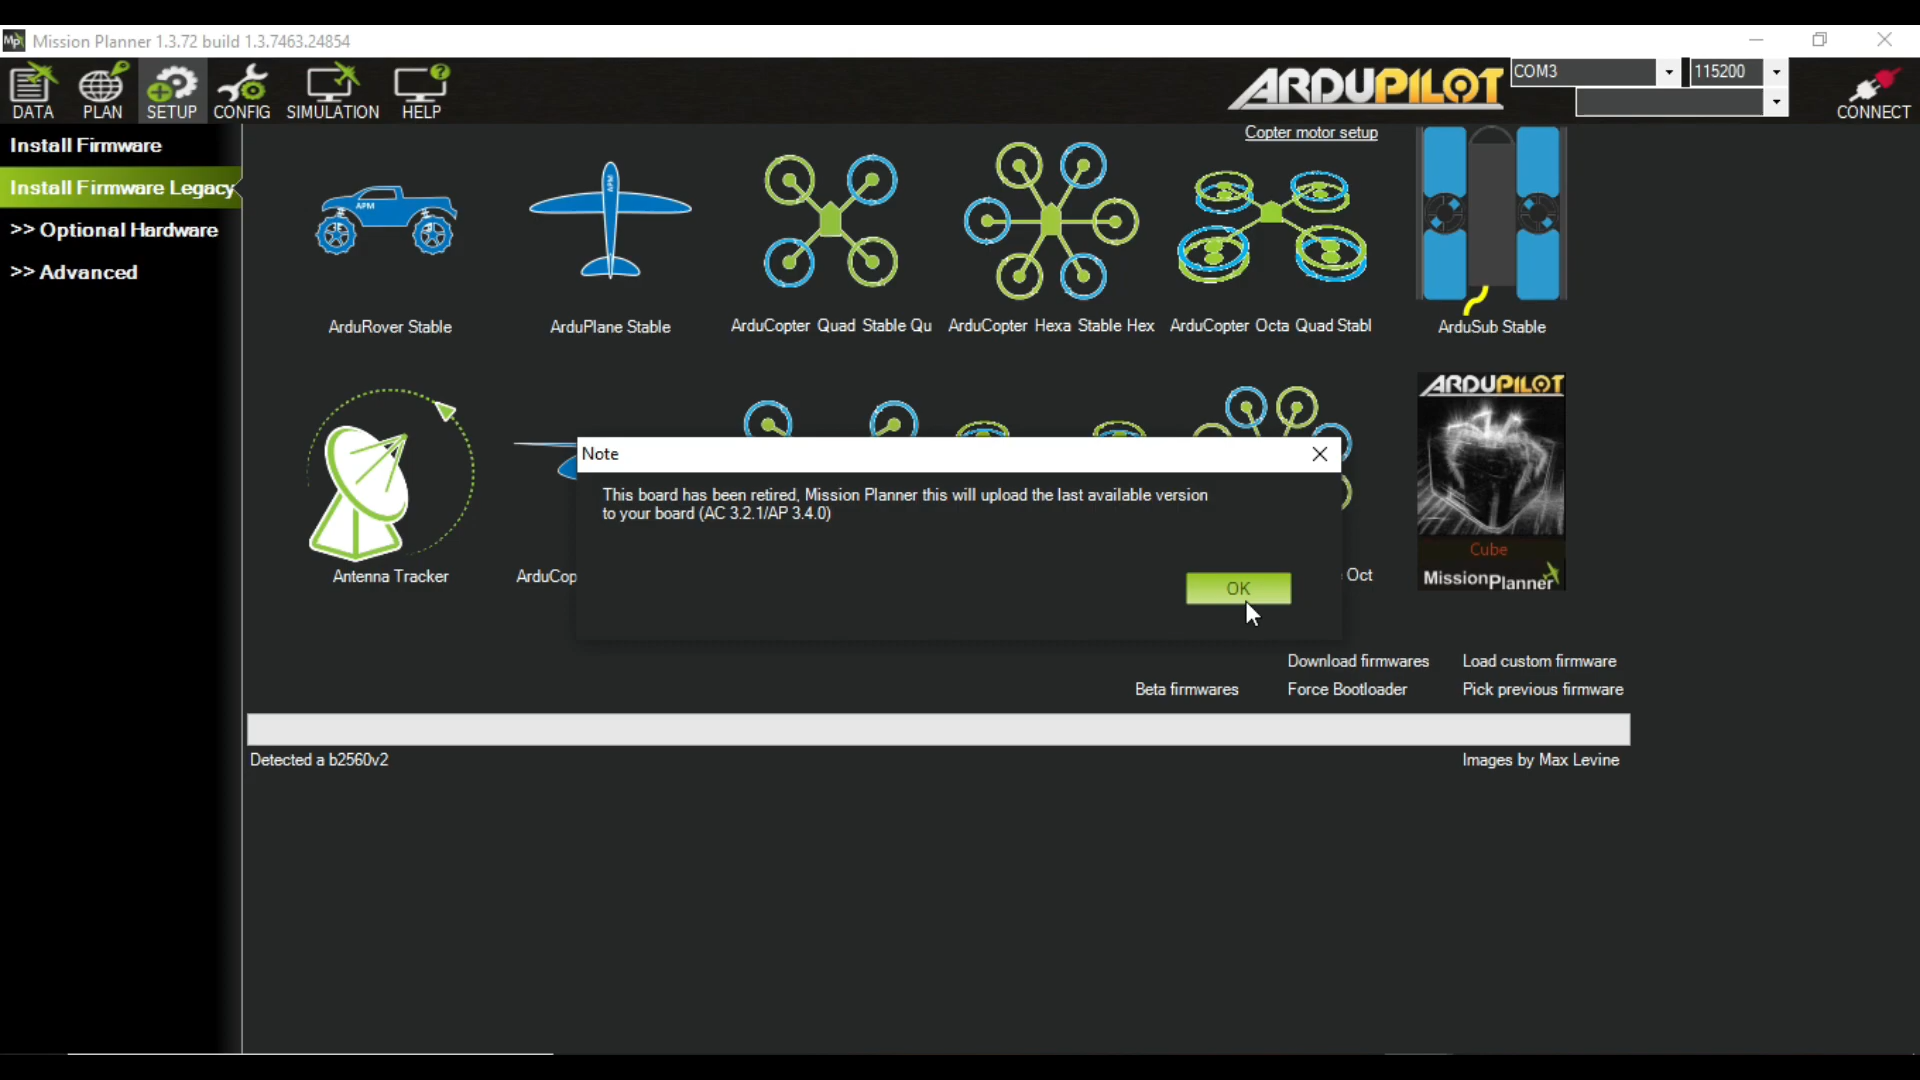 Mp
Mission Planner 1.3.72 build 1.3.7463.24854
DATA
PLAN
SETUP
CONFIG
SIMULATION
HELP
ARDUPILOT
COM3
115200
CONNECT
Install Firmware
Install Firmware Legacy
>> Optional Hardware
>> Advanced
Copter motor setup
APM
APM
ArduRover Stable
ArduPlane Stable
ArduCopter Quad Stable Qu
ArduCopter Hexa Stable Hex
ArduCopter Octa Quad Stabl
ArduSub Stable
Note
This board has been retired, Mission Planner this will upload the last available version
to your board (AC 3.2.1/AP 3.4.0)
OK
ARDUPILOT
Cube
MissionPlanner
Antenna Tracker
ArduCop
Oct
Download firmwares
Load custom firmware
Beta firmwares
Force Bootloader
Pick previous firmware
Detected a b2560v2
Images by Max Levine